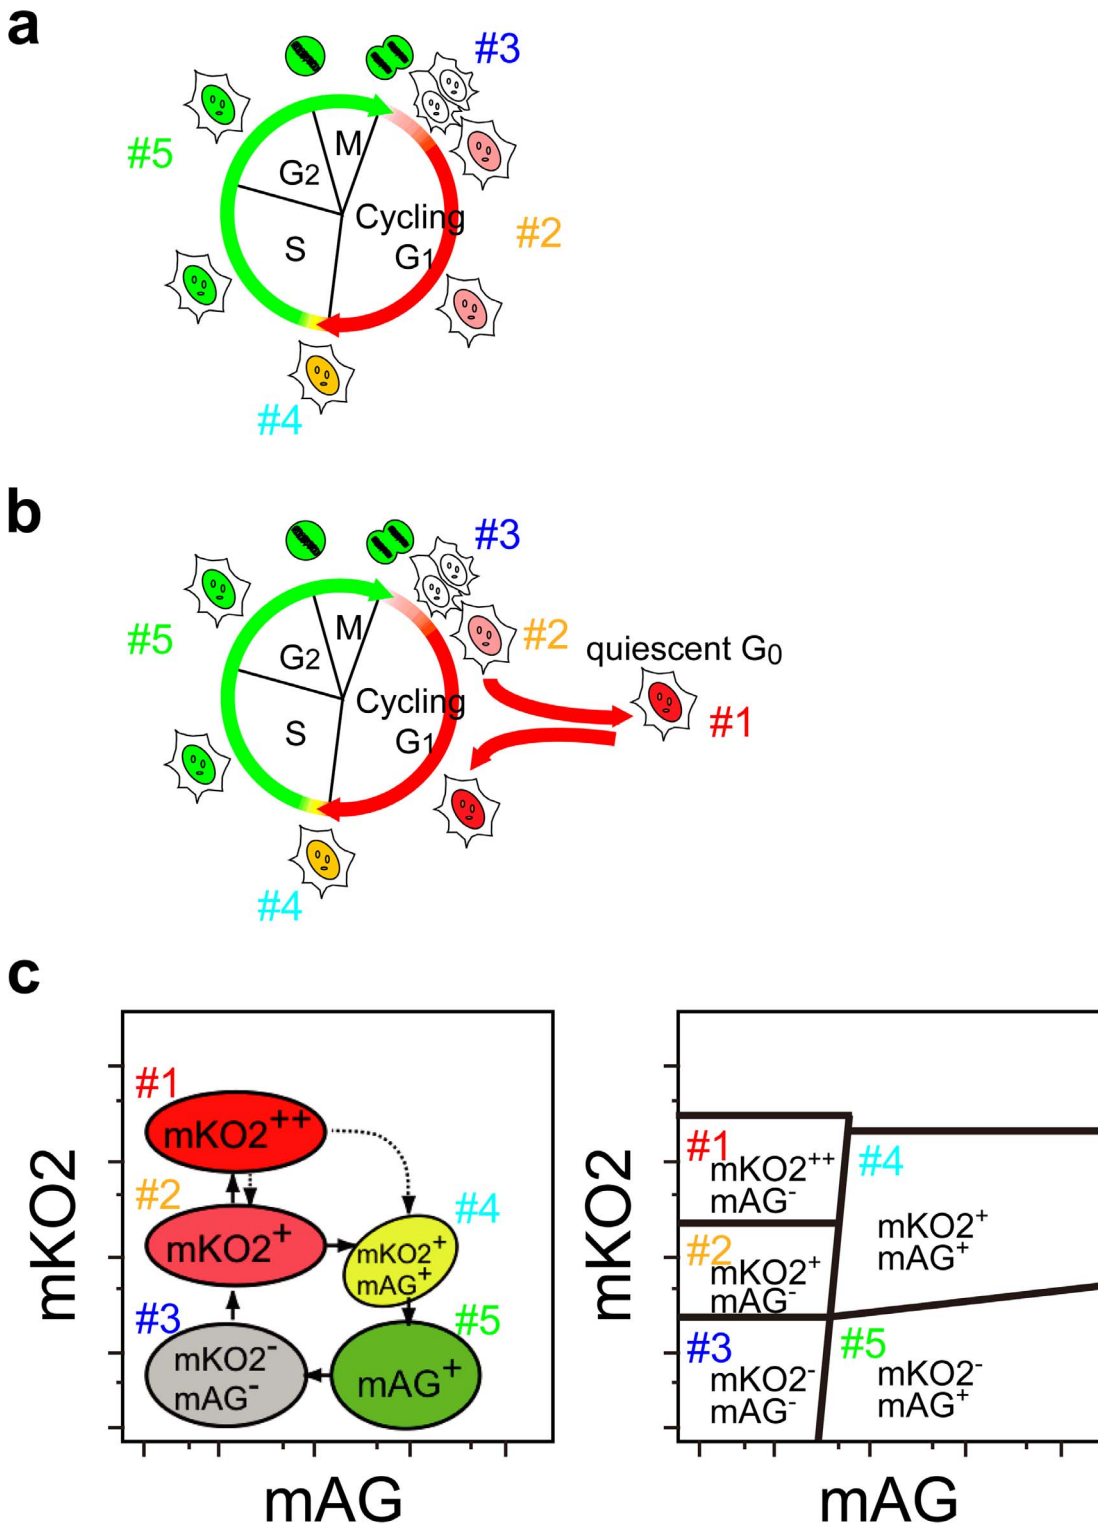 a
#3
#5
M
G2
Cycling
G1
S
#2
#4
b
#3
#5
#2
quiescent G0
M
G2
Cycling
G1
S
#1
#4
c
mKO2
#1
mKO2++
#2
mKO2+
#4
mKO2+
mAG+
#3
mKO2-
mAG-
#5
mAG+
mAG
mKO2
#1
mKO2++
mAG-
#4
mKO2+
mAG+
#2
mKO2+
mAG-
#3
mKO2-
mAG-
#5
mKO2-
mAG+
mAG